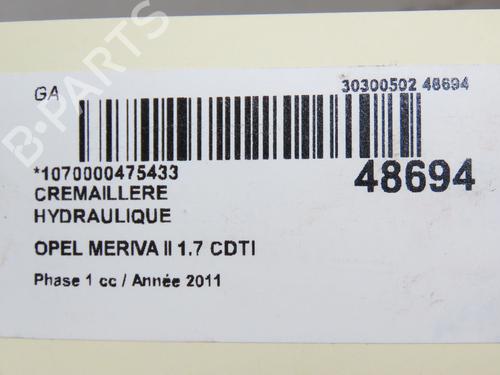 B-PARTS
GA
30300502 48694
*1070000475433
48694
CREMAILLERE
HYDRAULIQUE
OPEL MERIVA II 1.7 CDTI
Phase 1 cc / Année 2011